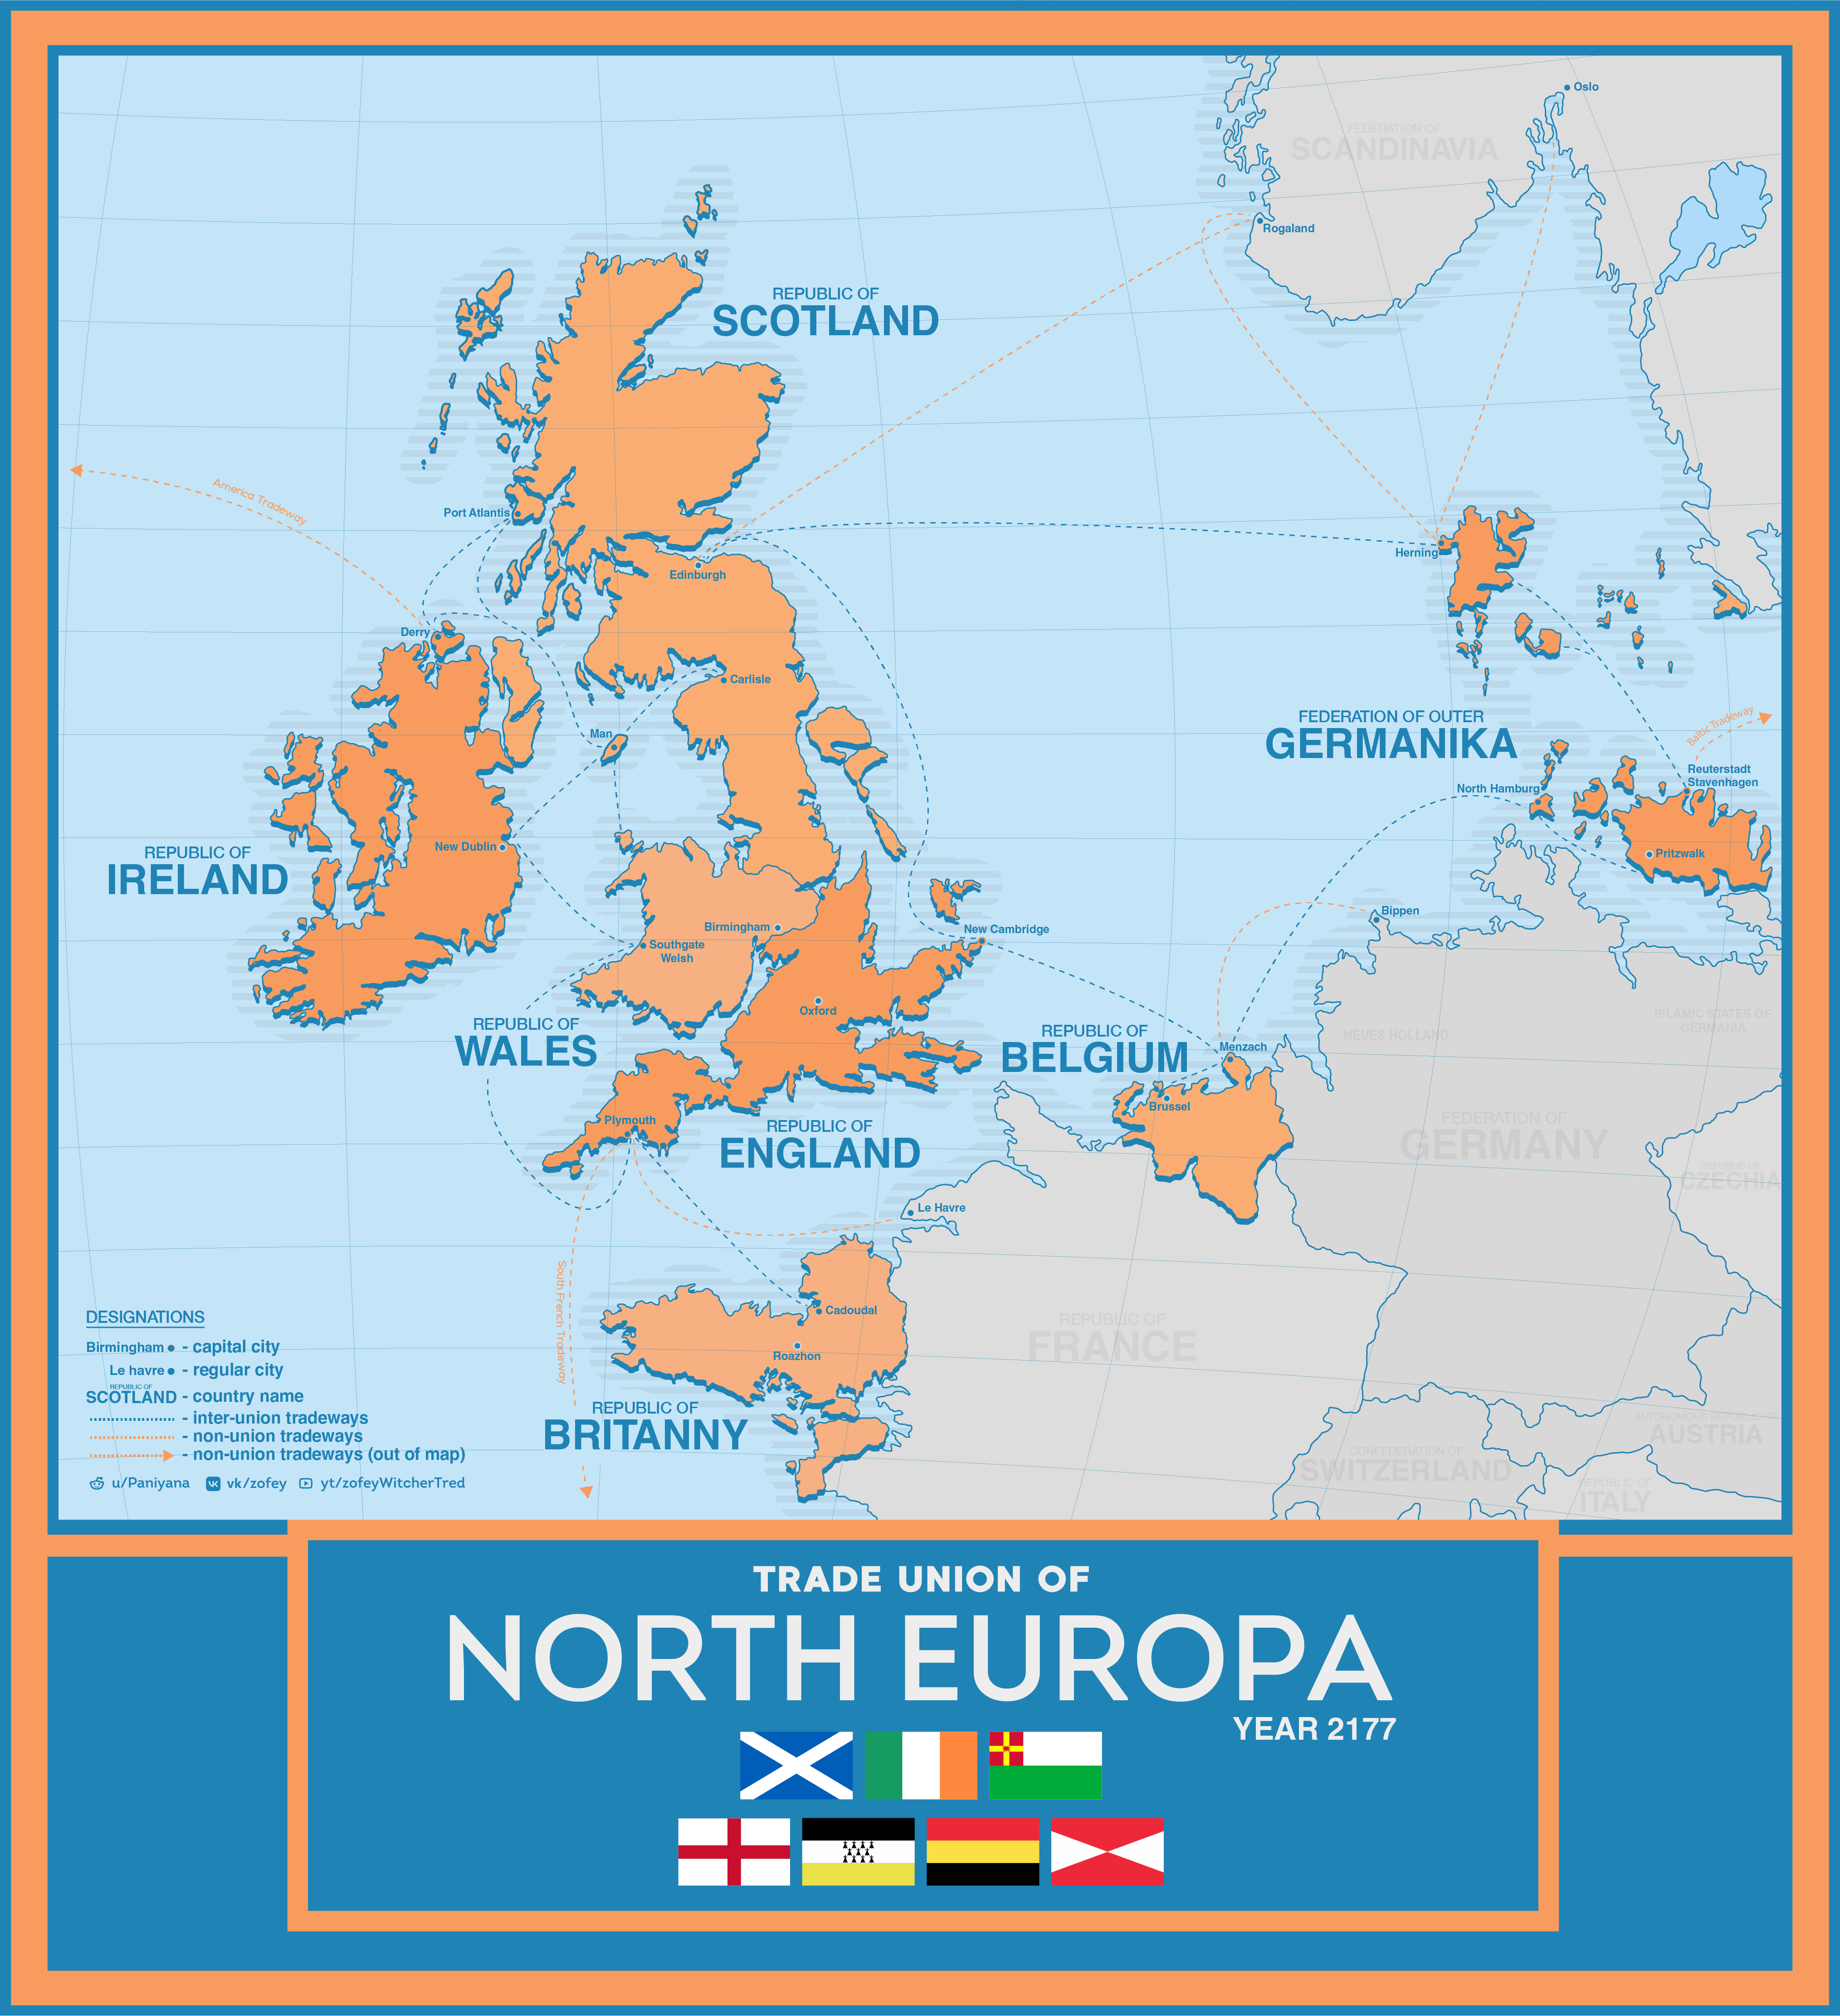 Oslo
FEDERATION OF
SCANDINAVIA
Rogaland
REPUBLIC OF
SCOTLAND
America Tradeway
Port Atlantis
Edinburgh
Herning
Derry
Carlisle
Man
FEDERATION OF OUTER
GERMANIKA
Baltic Tradeway
Reuterstadt
Stavenhagen
North Hamburg
Pritzwalk
New Dublin
REPUBLIC OF
IRELAND
Birmingham
Southgate
Welsh
New Cambridge
Bippen
Oxford
REPUBLIC OF
WALES
REPUBLIC OF
BELGIUM
Menzach
Brussel
NEUES HOLLAND
ISLAMIC STATES OF
GERMANIA
FEDERATION OF
GERMANY
REPUBLIC OF
CZECHIA
Plymouth
REPUBLIC OF
ENGLAND
Le Havre
South French Tradeway
Cadoudal
Roazhon
REPUBLIC OF
FRANCE
REPUBLIC OF
BRITANNY
AUTONOMOUS REPUBLIC OF
AUSTRIA
CONFEDERATION OF
SWITZERLAND
REPUBLIC OF
ITALY
DESIGNATIONS
Birmingham - capital city
Le havre - regular city
REPUBLIC OF
SCOTLAND - country name
- inter-union tradeways
- non-union tradeways
- non-union tradeways (out of map)
u/Paniyana vk/zofey yt/zofeyWitcherTred
TRADE UNION OF
NORTH EUROPA
YEAR 2177